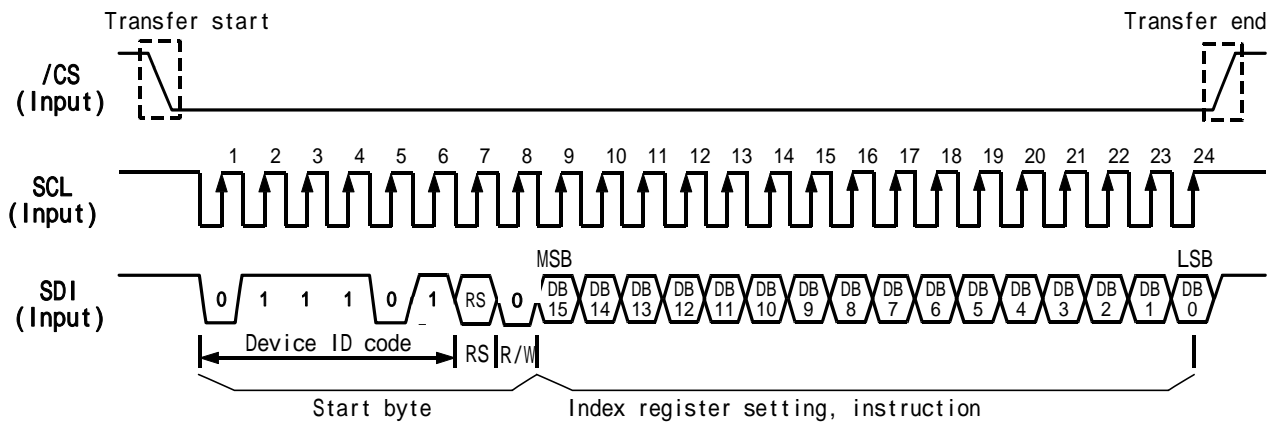 Transfer start Transfer end
/CS
(Input)
1 2 3 4 5 6 7 8 9 10 11 12 13 14 15 16 17 18 19 20 21 22 23 24
SCL
(Input)
MSB LSB
SDI
(Input)
0 1 1 1 0 1 RS 0 DB 15 DB 14 DB 13 DB 12 DB 11 DB 10 DB 9 DB 8 DB 7 DB 6 DB 5 DB 4 DB 3 DB 2 DB 1 DB 0
Device ID code RS R/W
Start byte Index register setting, instruction